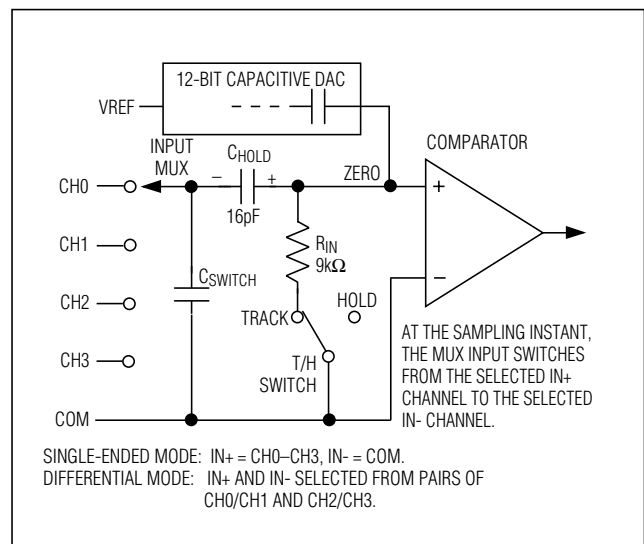 12-BIT CAPACITIVE DAC
VREF
COMPARATOR
INPUT
MUX
CHOLD
– +
16pF
ZERO
+
CH0
CH1
RIN
9kΩ
–
CSWITCH
CH2
TRACK
HOLD
CH3
T/H
SWITCH
AT THE SAMPLING INSTANT,
THE MUX INPUT SWITCHES
FROM THE SELECTED IN+
CHANNEL TO THE SELECTED
IN- CHANNEL.
COM
SINGLE-ENDED MODE: IN+ = CH0–CH3, IN- = COM.
DIFFERENTIAL MODE: IN+ AND IN- SELECTED FROM PAIRS OF
CH0/CH1 AND CH2/CH3.